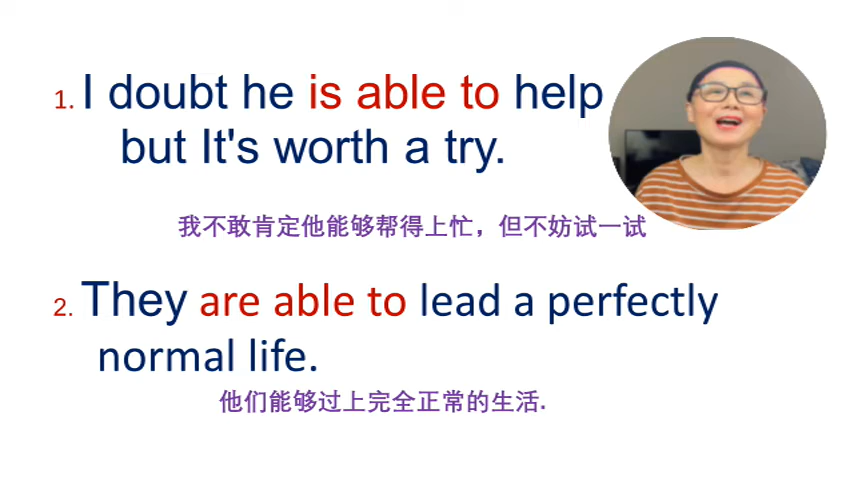 1. I doubt he is able to help
but It's worth a try.
我不敢肯定他能够帮得上忙，但不妨试一试
2. They are able to lead a perfectly
normal life.
他们能够过上完全正常的生活.